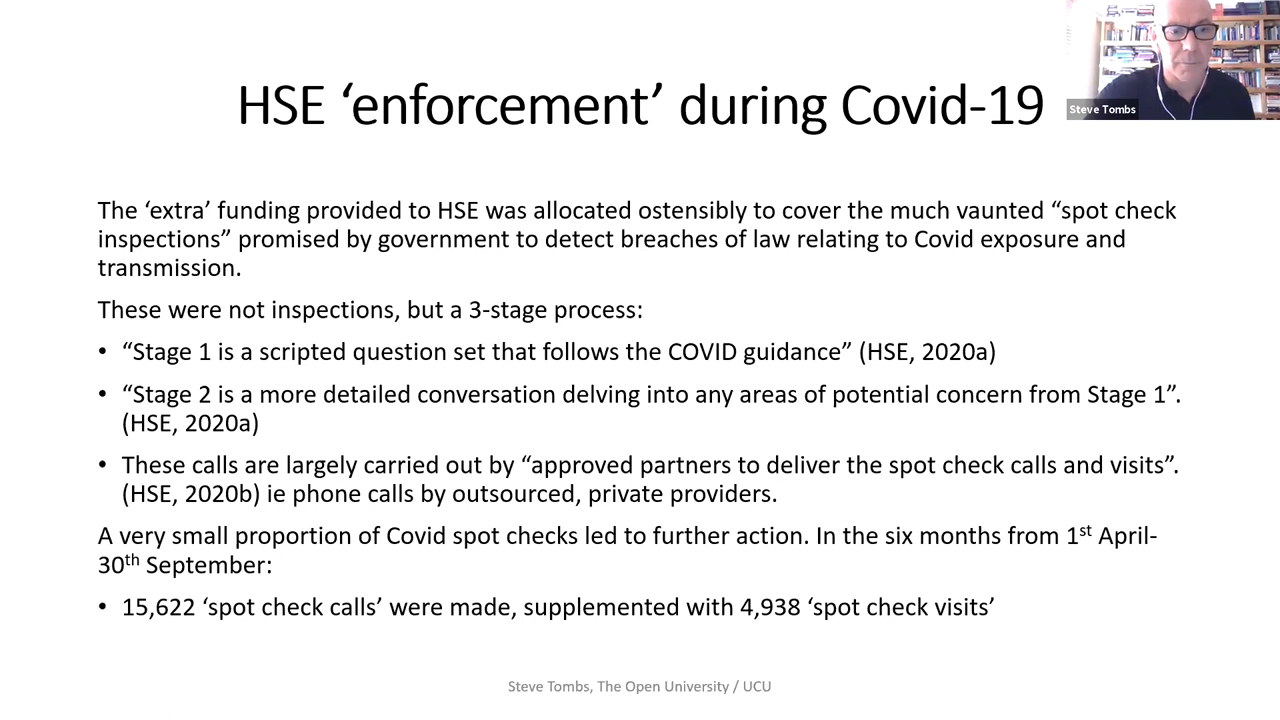 HSE ‘enforcement’ during Covid-19
Steve Tombs
The ‘extra’ funding provided to HSE was allocated ostensibly to cover the much vaunted “spot check
inspections” promised by government to detect breaches of law relating to Covid exposure and
transmission.
These were not inspections, but a 3-stage process:
• “Stage 1 is a scripted question set that follows the COVID guidance” (HSE, 2020a)
• “Stage 2 is a more detailed conversation delving into any areas of potential concern from Stage 1”.
(HSE, 2020a)
• These calls are largely carried out by “approved partners to deliver the spot check calls and visits”.
(HSE, 2020b) ie phone calls by outsourced, private providers.
A very small proportion of Covid spot checks led to further action. In the six months from 1st April-
30th September:
• 15,622 ‘spot check calls’ were made, supplemented with 4,938 ‘spot check visits’
Steve Tombs, The Open University / UCU